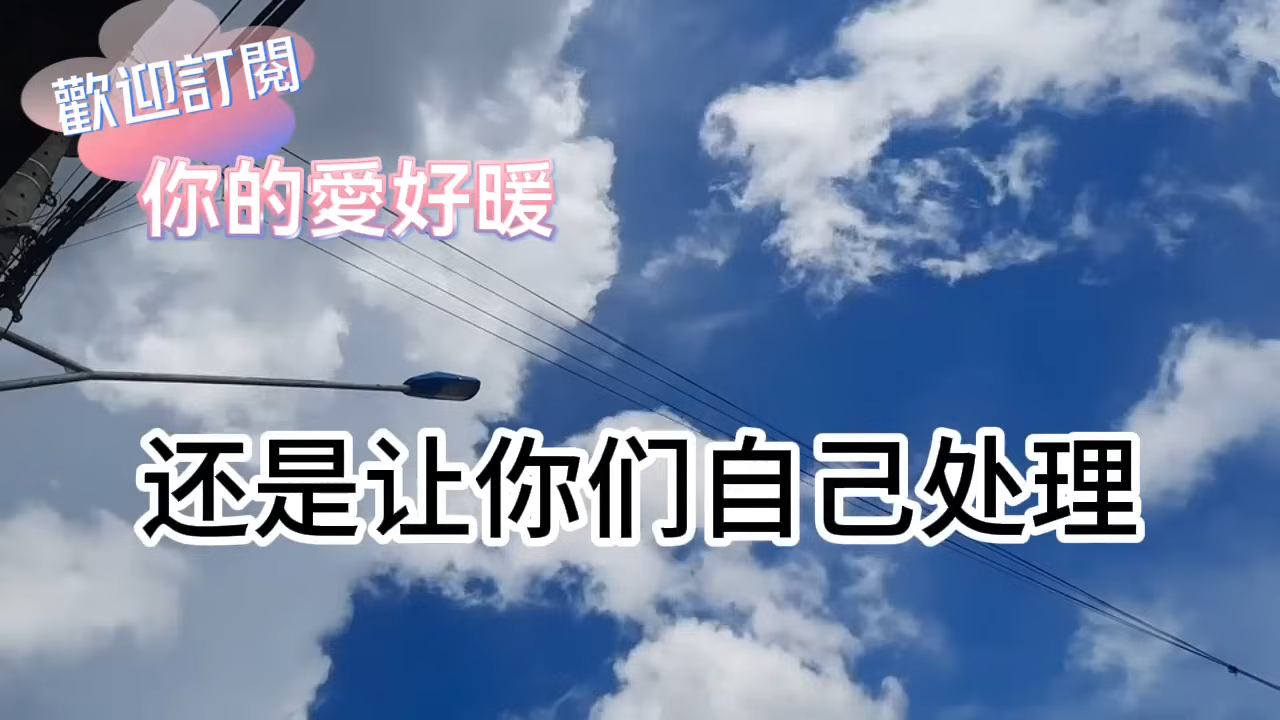 歡迎訂閱
你的愛好暖
还是让你们自己处理